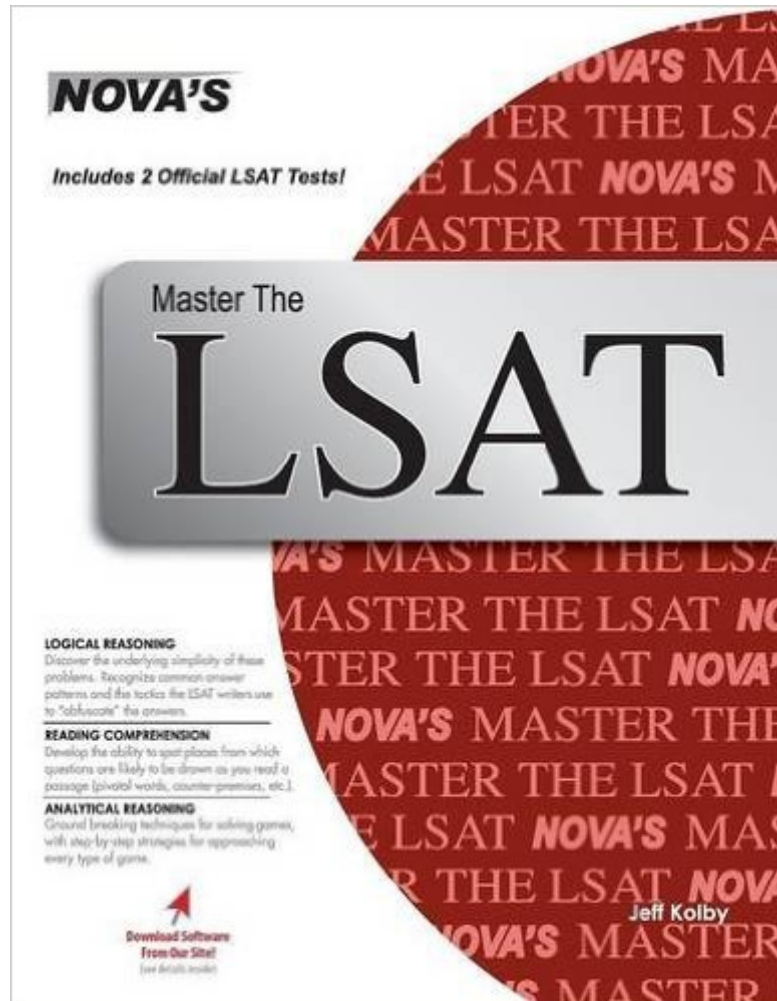 NOVA'S
Includes 2 Official LSAT Tests!
Master The
LSAT
LOGICAL REASONING
Discover the underlying simplicity of these
problems. Recognize common answer
patterns and the tactics the LSAT writers use
to "obfuscate" the answers.
READING COMPREHENSION
Develop the ability to spot places from which
questions are likely to be drawn as you read a
passage (pivotal words, counter-premises, etc.).
ANALYTICAL REASONING
Ground breaking techniques for solving games,
with step-by-step strategies for approaching
every type of game.
Download Software
From Our Site!
(see details inside)
NOVA'S MA
TER THE LSA
E LSAT NOVA'S M
MASTER THE LSA
VA'S MASTER THE LSA
MASTER THE LSAT NO
STER THE LSAT NOVA'
NOVA'S MASTER THE
MASTER THE LSAT
E LSAT NOVA'S MAS
R THE LSAT NOVA
Jeff Kolby
NOVA'S MASTER
'S MASTER